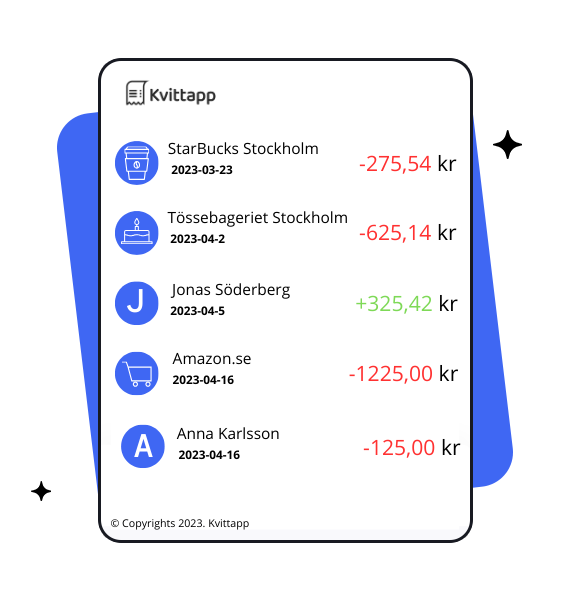 Kvittapp
StarBucks Stockholm
2023-03-23
-275,54 kr
Tössebageriet Stockholm
2023-04-2
-625,14 kr
J
Jonas Söderberg
2023-04-5
+325,42 kr
Amazon.se
2023-04-16
-1225,00 kr
A
Anna Karlsson
2023-04-16
-125,00 kr
© Copyrights 2023. Kvittapp